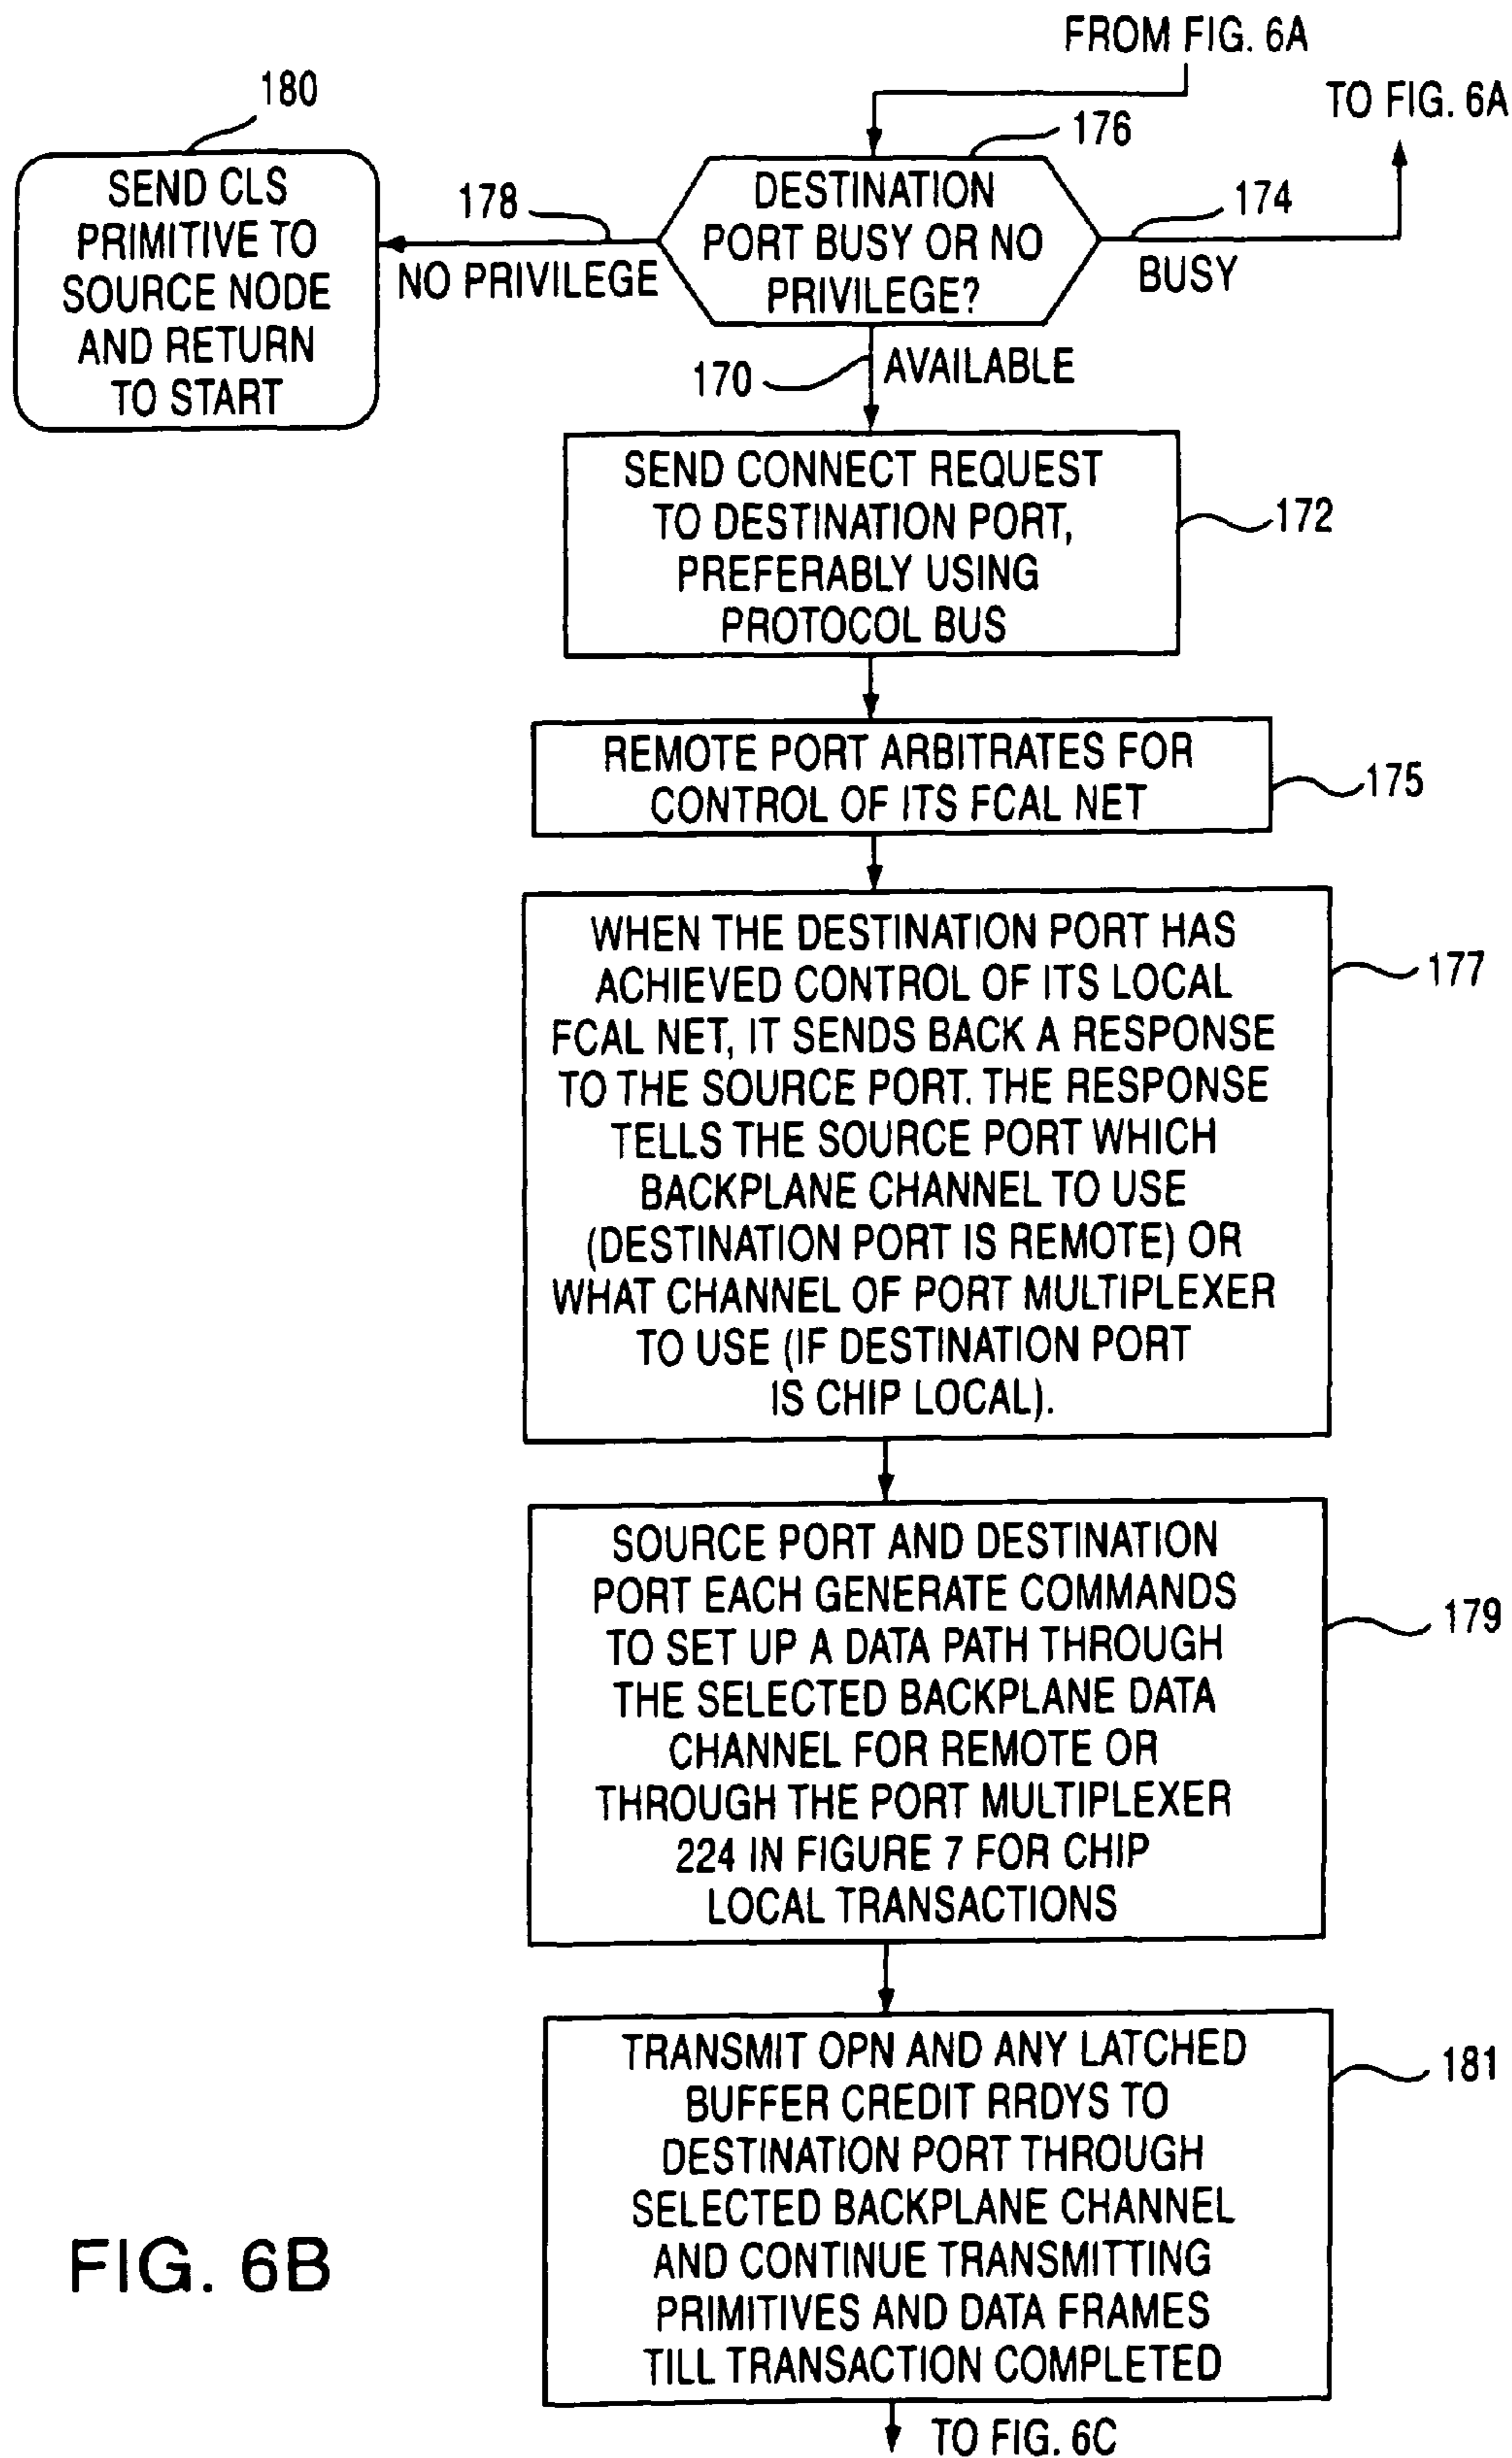 FROM FIG. 6A
TO FIG. 6A
180
176
SEND CLS
PRIMITIVE TO
SOURCE NODE
AND RETURN
TO START
178
NO PRIVILEGE
DESTINATION
PORT BUSY OR NO
PRIVILEGE?
174
BUSY
170
AVAILABLE
SEND CONNECT REQUEST
TO DESTINATION PORT,
PREFERABLY USING
PROTOCOL BUS
172
REMOTE PORT ARBITRATES FOR
CONTROL OF ITS FCAL NET
175
WHEN THE DESTINATION PORT HAS
ACHIEVED CONTROL OF ITS LOCAL
FCAL NET, IT SENDS BACK A RESPONSE
TO THE SOURCE PORT. THE RESPONSE
TELLS THE SOURCE PORT WHICH
BACKPLANE CHANNEL TO USE
(DESTINATION PORT IS REMOTE) OR
WHAT CHANNEL OF PORT MULTIPLEXER
TO USE (IF DESTINATION PORT
IS CHIP LOCAL).
177
SOURCE PORT AND DESTINATION
PORT EACH GENERATE COMMANDS
TO SET UP A DATA PATH THROUGH
THE SELECTED BACKPLANE DATA
CHANNEL FOR REMOTE OR
THROUGH THE PORT MULTIPLEXER
224 IN FIGURE 7 FOR CHIP
LOCAL TRANSACTIONS
179
TRANSMIT OPN AND ANY LATCHED
BUFFER CREDIT RRDYS TO
DESTINATION PORT THROUGH
SELECTED BACKPLANE CHANNEL
AND CONTINUE TRANSMITTING
PRIMITIVES AND DATA FRAMES
TILL TRANSACTION COMPLETED
181
TO FIG. 6C
FIG. 6B